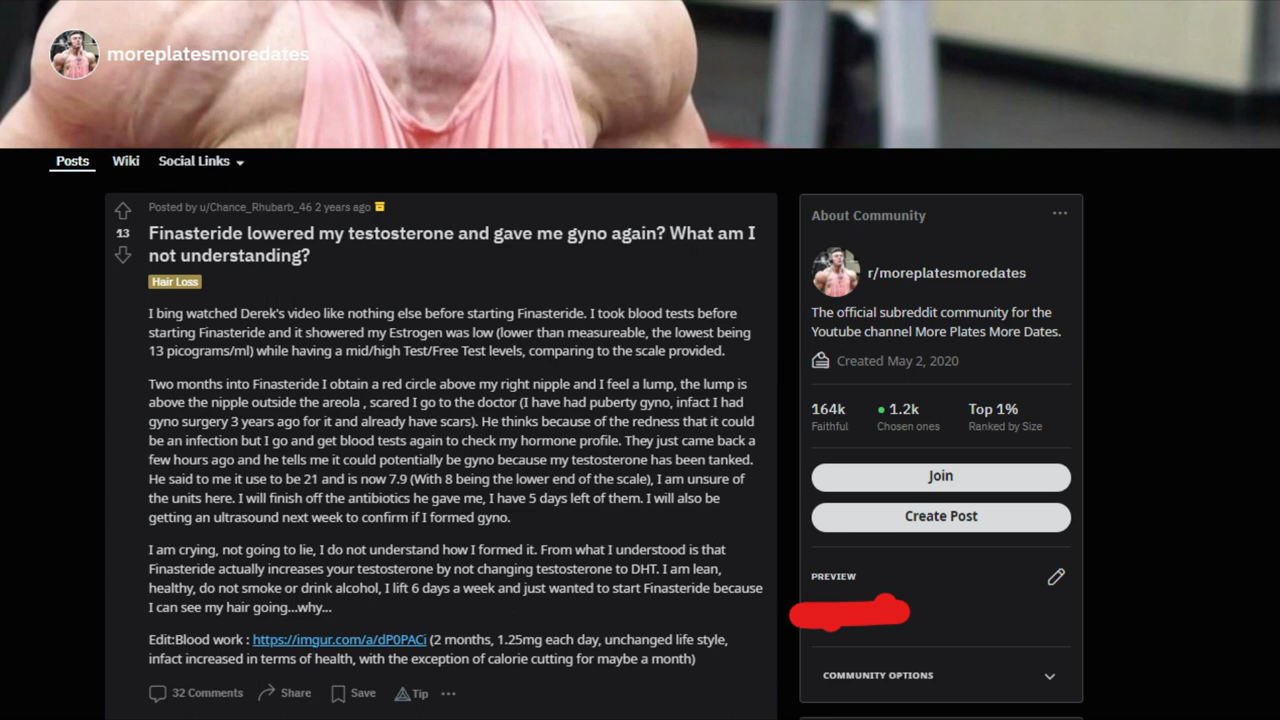 moreplatesmoredates
Posts Wiki Social Links
Posted by u/Chance_Rhubarb_46 2 years ago
13
Finasteride lowered my testosterone and gave me gyno again? What am I
not understanding?
Hair Loss
I bing watched Derek's video like nothing else before starting Finasteride. I took blood tests before
starting Finasteride and it showered my Estrogen was low (lower than measureable, the lowest being
13 picograms/ml) while having a mid/high Test/Free Test levels, comparing to the scale provided.
Two months into Finasteride I obtain a red circle above my right nipple and I feel a lump, the lump is
above the nipple outside the areola , scared I go to the doctor (I have had puberty gyno, infact I had
gyno surgery 3 years ago for it and already have scars). He thinks because of the redness that it could
be an infection but I go and get blood tests again to check my hormone profile. They just came back a
few hours ago and he tells me it could potentially be gyno because my testosterone has been tanked.
He said to me it use to be 21 and is now 7.9 (With 8 being the lower end of the scale), I am unsure of
the units here. I will finish off the antibiotics he gave me, I have 5 days left of them. I will also be
getting an ultrasound next week to confirm if I formed gyno.
I am crying, not going to lie, I do not understand how I formed it. From what I understood is that
Finasteride actually increases your testosterone by not changing testosterone to DHT. I am lean,
healthy, do not smoke or drink alcohol, I lift 6 days a week and just wanted to start Finasteride because
I can see my hair going...why...
Edit:Blood work : https://imgur.com/a/dP0PACi (2 months, 1.25mg each day, unchanged life style,
infact increased in terms of health, with the exception of calorie cutting for maybe a month)
32 Comments Share Save Tip
About Community
r/moreplatesmoredates
The official subreddit community for the
Youtube channel More Plates More Dates.
Created May 2, 2020
164k 1.2k Top 1%
Faithful Chosen ones Ranked by Size
Join
Create Post
PREVIEW
COMMUNITY OPTIONS